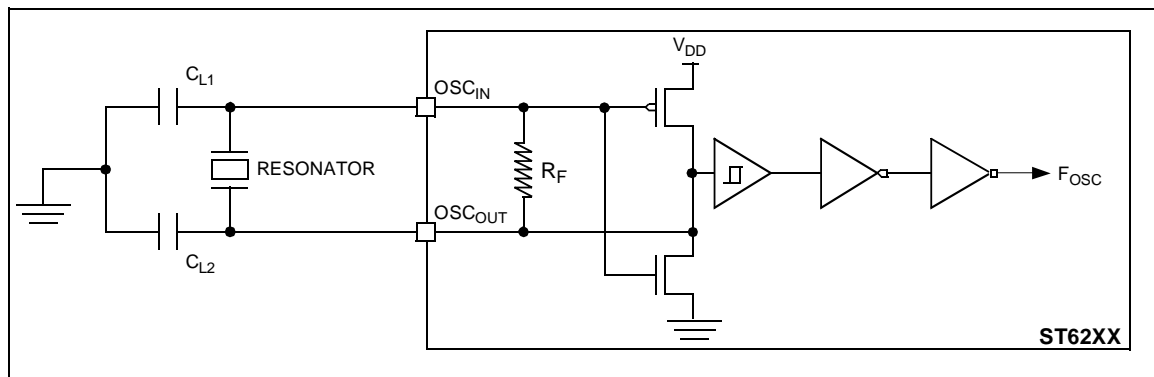 V_DD
C_L1
OSC_IN
RESONATOR
R_F
F_OSC
OSC_OUT
C_L2
ST62XX